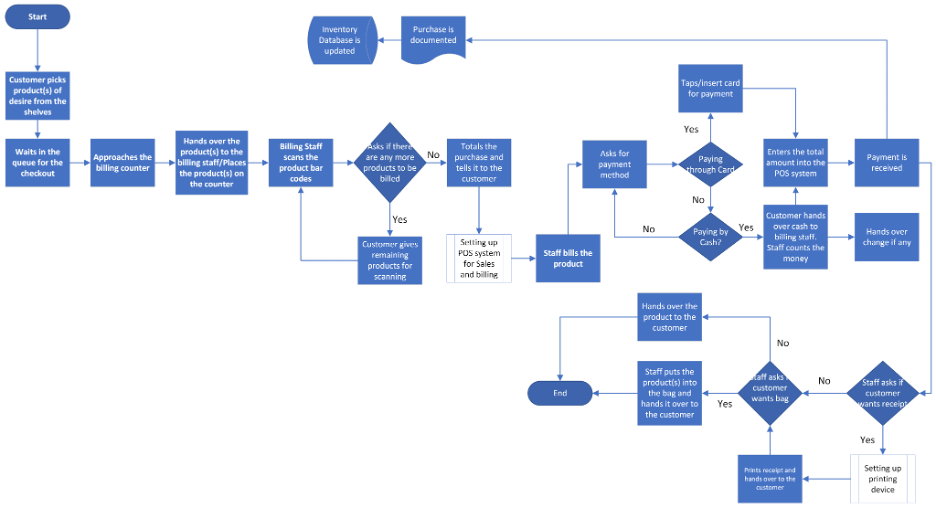 Start
Inventory
Database is
updated
Purchase is
documented
Customer picks
product(s) of
desire from the
shelves
Taps/insert card
for payment
Waits in the
queue for the
checkout
Approaches the
billing counter
Hands over the
product(s) to the
billing staff/Places
the product(s) on
the counter
Billing Staff
scans the
product bar
codes
Asks if there
are any more
products to be
billed
No
Yes
Totals the
purchase and
tells it to the
customer
Asks for
payment
method
Yes
Paying
through Card
No
Enters the total
amount into the
POS system
Payment is
received
Customer gives
remaining
products for
scanning
Setting up
POS system
for Sales
and billing
Staff bills the
product
No
Paying by
Cash?
Yes
Customer hands
over cash to
billing staff.
Staff counts the
money
Hands over
change if any
Hands over the
product to the
customer
No
End
Staff puts the
product(s) into
the bag and
hands it over to
the customer
Yes
Staff asks
customer
wants bag
No
Staff asks if
customer
wants receipt
Yes
Prints receipt and
hands over to the
customer
Setting up
printing
device